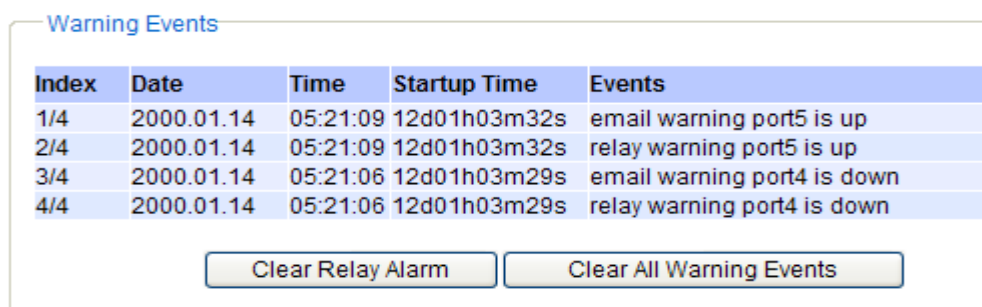 Warning Events
Index Date Time Startup Time Events
1/4 2000.01.14 05:21:09 12d01h03m32s email warning port5 is up
2/4 2000.01.14 05:21:09 12d01h03m32s relay warning port5 is up
3/4 2000.01.14 05:21:06 12d01h03m29s email warning port4 is down
4/4 2000.01.14 05:21:06 12d01h03m29s relay warning port4 is down
Clear Relay Alarm Clear All Warning Events